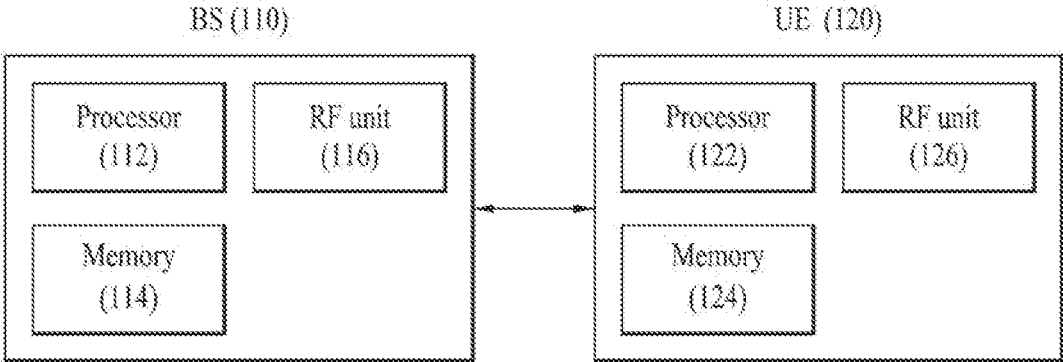 BS (110)
UE (120)
Processor
(112)
RF unit
(116)
Memory
(114)
Processor
(122)
RF unit
(126)
Memory
(124)